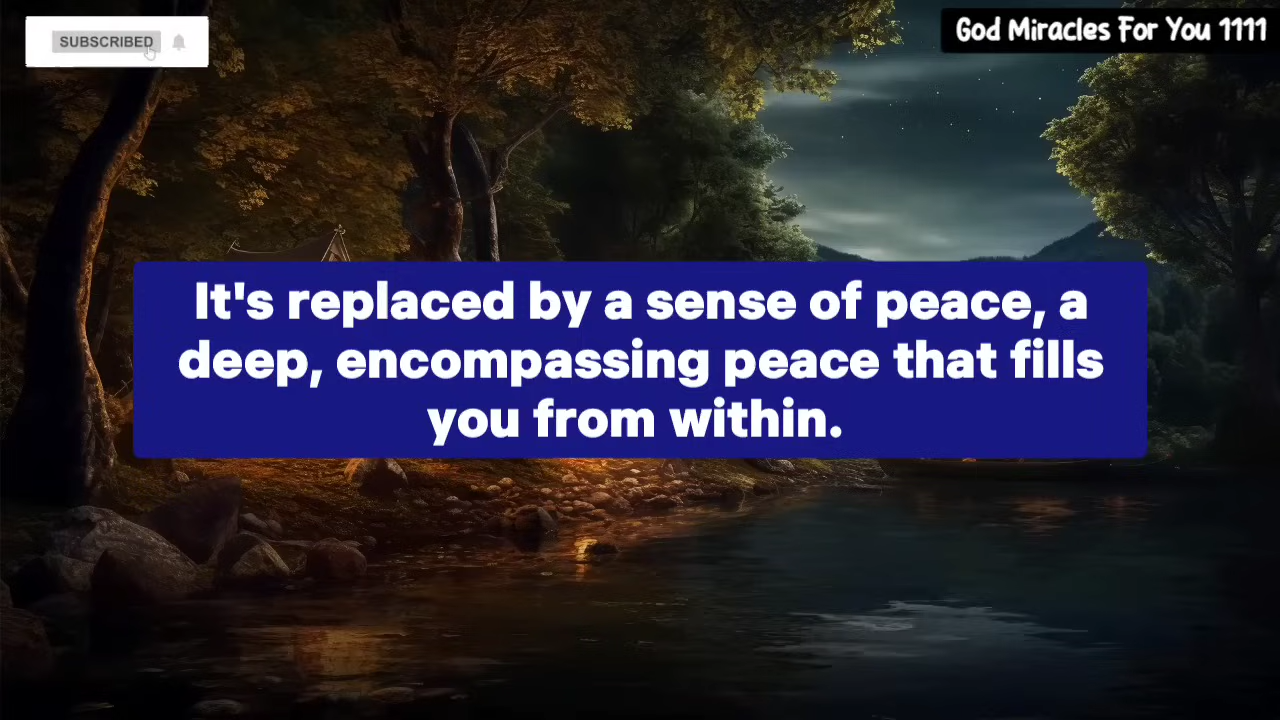 SUBSCRIBED
God Miracles For You 1111
It's replaced by a sense of peace, a
deep, encompassing peace that fills
you from within.